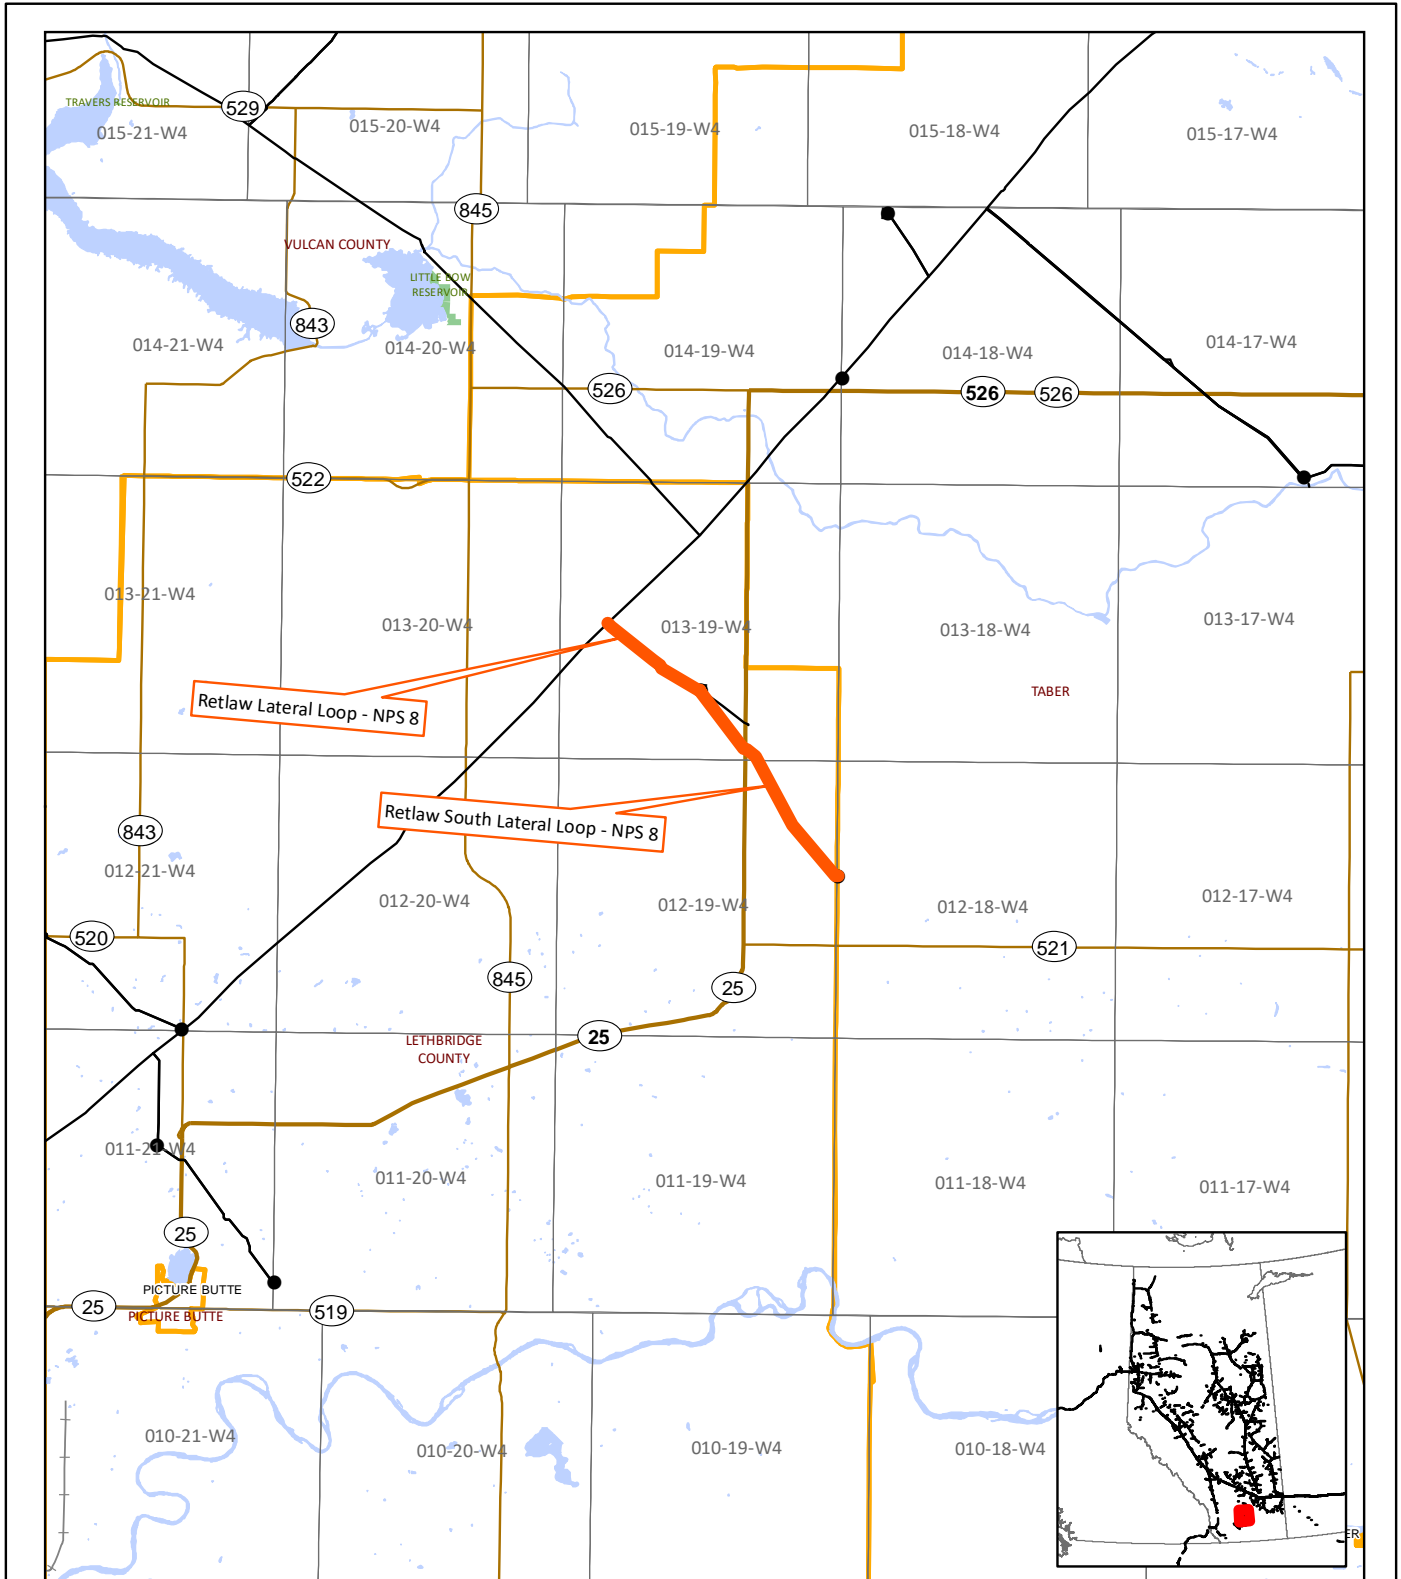 TRAVERS RESERVOIR
529
015-21-W4
015-20-W4
015-19-W4
015-18-W4
015-17-W4
845
VULCAN COUNTY
LITTLE BOW
RESERVOIR
843
014-21-W4
014-20-W4
014-19-W4
014-18-W4
014-17-W4
526
526
526
522
013-21-W4
013-20-W4
013-19-W4
013-18-W4
013-17-W4
TABER
Retlaw Lateral Loop - NPS 8
Retlaw South Lateral Loop - NPS 8
843
012-21-W4
012-20-W4
012-19-W4
012-18-W4
012-17-W4
520
521
845
25
25
LETHBRIDGE
COUNTY
011-21-W4
011-20-W4
011-19-W4
011-18-W4
011-17-W4
25
PICTURE BUTTE
25
PICTURE BUTTE
519
010-21-W4
010-20-W4
010-19-W4
010-18-W4
ER